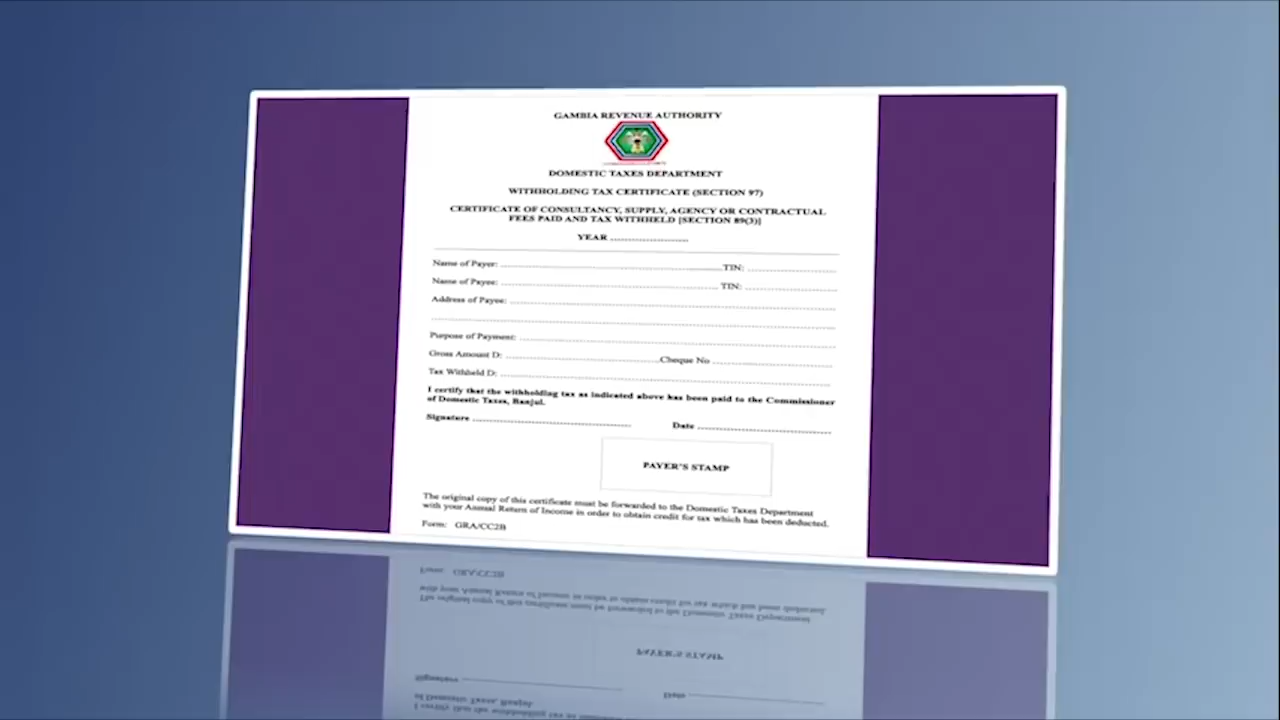 GAMBIA REVENUE AUTHORITY
DOMESTIC TAXES DEPARTMENT
WITHHOLDING TAX CERTIFICATE (SECTION 97)
CERTIFICATE OF CONSULTANCY, SUPPLY, AGENCY OR CONTRACTUAL
FEES PAID AND TAX WITHHELD [SECTION 89(3)]
YEAR ........................
Name of Payer: ........................TIN: ........................
Name of Payee: ........................ TIN: ........................
Address of Payee: ........................
Purpose of Payment: ........................
Gross Amount D: ........................Cheque No ........................
Tax Withheld D: ........................
I certify that the withholding tax as indicated above has been paid to the Commissioner
of Domestic Taxes, Banjul.
Signature ........................ Date ........................
PAYER'S STAMP
The original copy of this certificate must be forwarded to the Domestic Taxes Department
with your Annual Return of Income in order to obtain credit for tax which has been deducted.
Form: GRA/CC2B